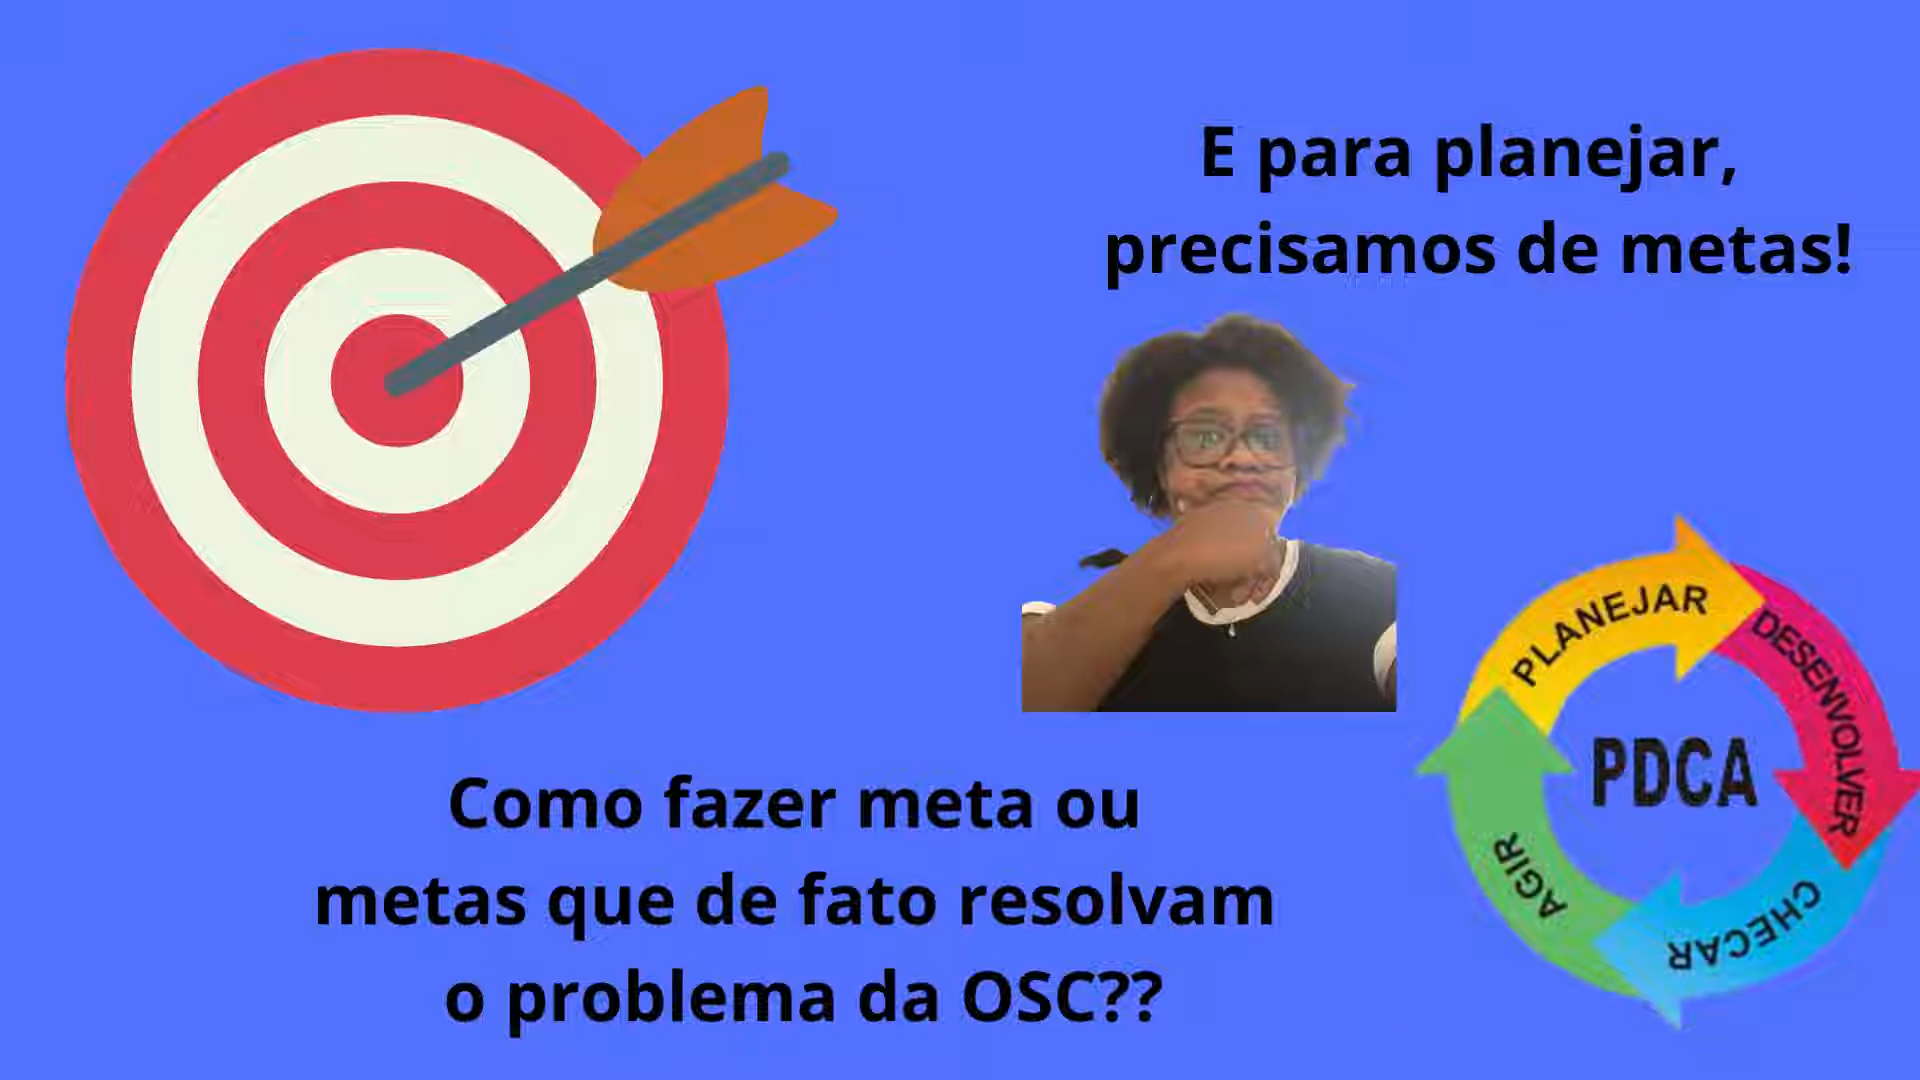 E para planejar,
precisamos de metas!
PLANEJAR
DESENVOLVER
PDCA
AGIR
CHECAR
Como fazer meta ou
metas que de fato resolvam
o problema da OSC??